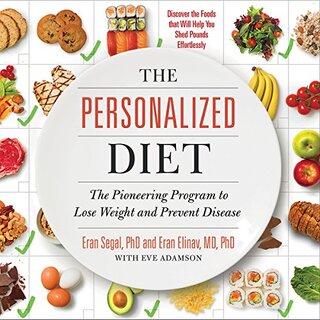 Discover the Foods
that Will Help You
Shed Pounds
Effortlessly
THE
PERSONALIZED
DIET
The Pioneering Program to
Lose Weight and Prevent Disease
Eran Segal, PhD and Eran Elinav, MD, PhD
WITH EVE ADAMSON